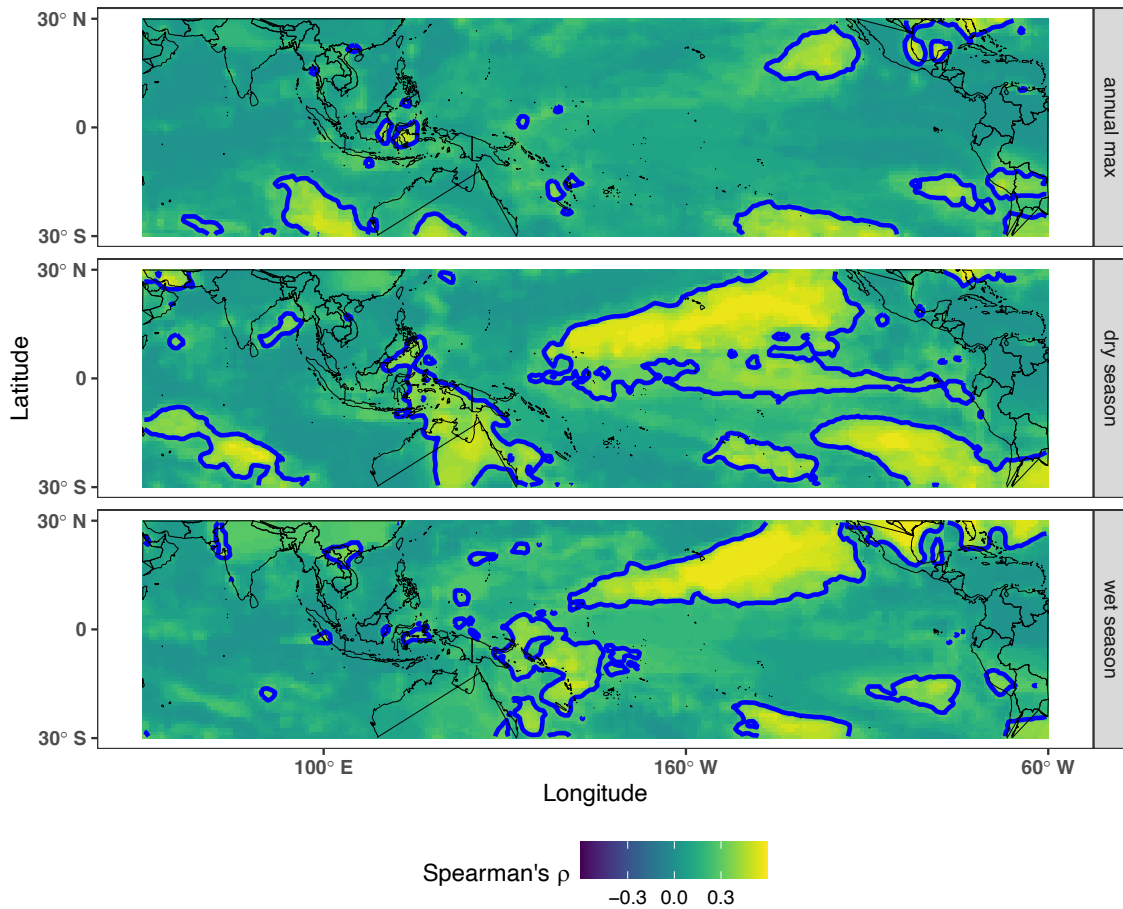 30° N
0
30° S
annual max
30° N
0
30° S
dry season
30° N
0
30° S
wet season
Latitude
100° E
160° W
60° W
Longitude
Spearman's ρ
−0.3
0.0
0.3